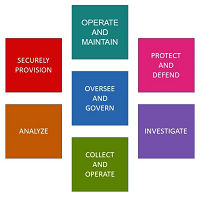 OPERATE
AND
MAINTAIN
SECURELY
PROVISION
PROTECT
AND
DEFEND
OVERSEE
AND
GOVERN
ANALYZE
INVESTIGATE
COLLECT
AND
OPERATE